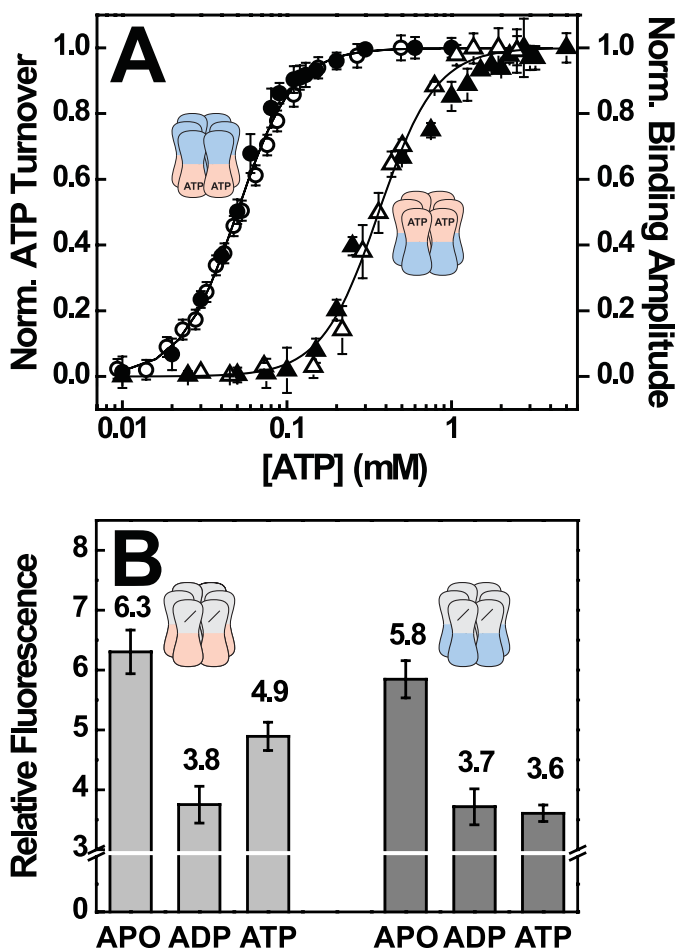 A
Norm. ATP Turnover
1.0
0.8
0.6
0.4
0.2
0.0
ATP ATP
ATP ATP
1.0
0.8
0.6
0.4
0.2
0.0
Norm. Binding Amplitude
0.01 0.1 1
[ATP] (mM)
B
Relative Fluorescence
8
7
6
5
4
3
0
6.3
3.8
4.9
5.8
3.7
3.6
APO ADP ATP APO ADP ATP